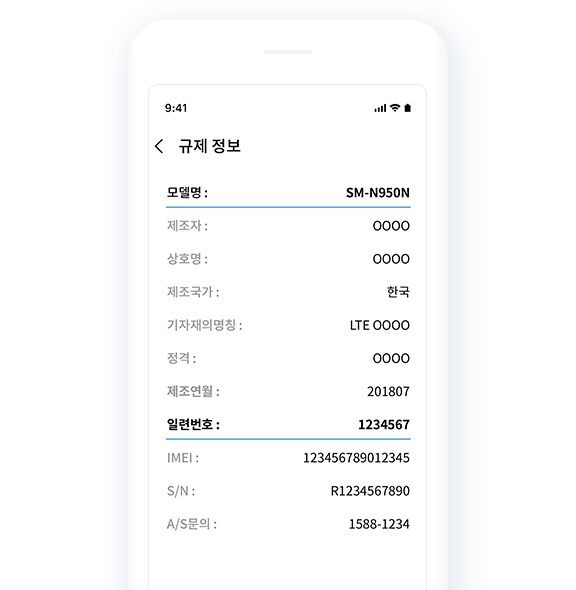 9:41
규제 정보
모델명 : SM-N950N
제조자 : OOOO
상호명 : OOOO
제조국가 : 한국
기자재의명칭 : LTE OOOO
정격 : OOOO
제조연월 : 201807
일련번호 : 1234567
IMEI : 123456789012345
S/N : R1234567890
A/S문의 : 1588-1234